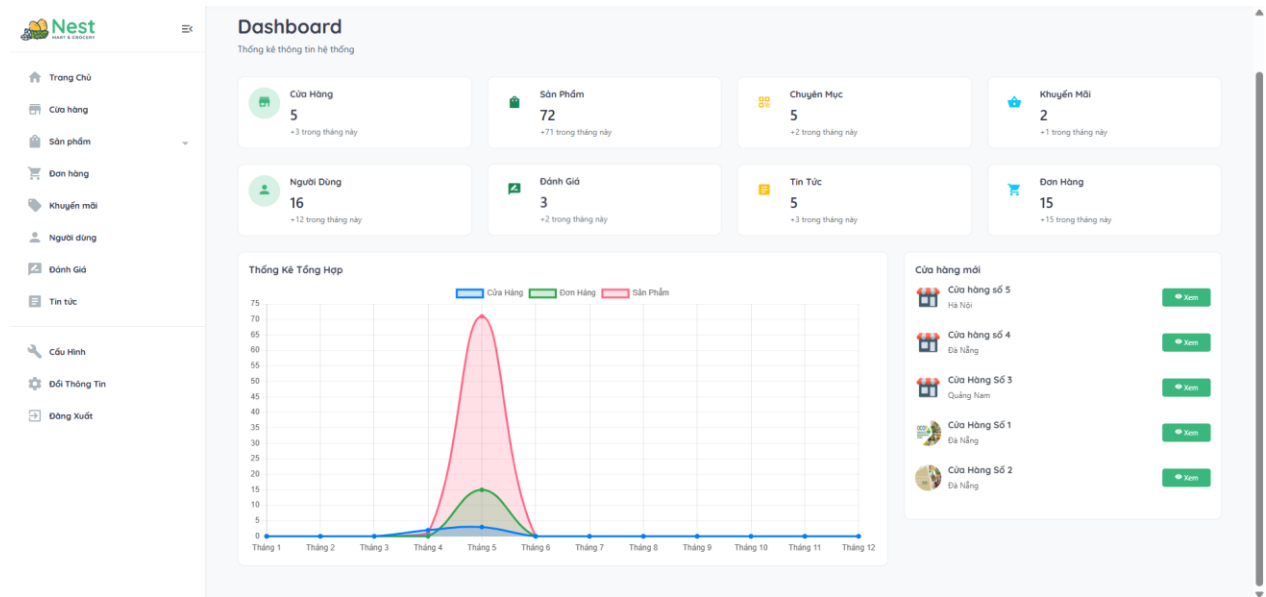 Nest
MART & GROCERY
Trang Chủ
Cửa hàng
Sản phẩm
Đơn hàng
Khuyến mãi
Người dùng
Đánh Giá
Tin tức
Cấu Hình
Đổi Thông Tin
Đăng Xuất
Dashboard
Thống kê thông tin hệ thống
Cửa Hàng
5
+3 trong tháng này
Sản Phẩm
72
+71 trong tháng này
Chuyên Mục
5
+2 trong tháng này
Khuyến Mãi
2
+1 trong tháng này
Người Dùng
16
+12 trong tháng này
Đánh Giá
3
+2 trong tháng này
Tin Tức
5
+3 trong tháng này
Đơn Hàng
15
+15 trong tháng này
Thống Kê Tổng Hợp
Cửa Hàng Đơn Hàng Sản Phẩm
75
70
65
60
55
50
45
40
35
30
25
20
15
10
5
0
Tháng 1 Tháng 2 Tháng 3 Tháng 4 Tháng 5 Tháng 6 Tháng 7 Tháng 8 Tháng 9 Tháng 10 Tháng 11 Tháng 12
Cửa hàng mới
Cửa hàng số 5
Hà Nội
Xem
Cửa hàng số 4
Đà Nẵng
Xem
Cửa Hàng Số 3
Quảng Nam
Xem
Cửa Hàng Số 1
Đà Nẵng
Xem
Cửa Hàng Số 2
Đà Nẵng
Xem